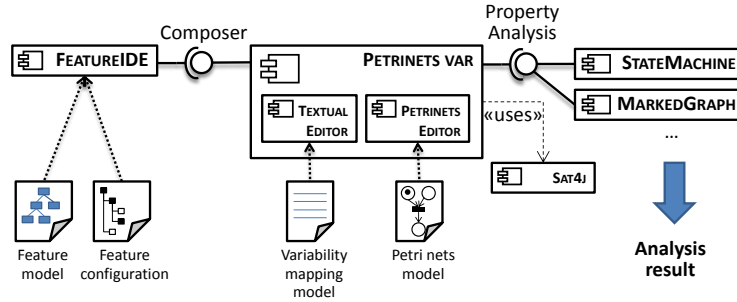 Composer
Property
Analysis
FEATUREIDE
PETRINETS VAR
STATEMACHINE
MARKEDGRAPH
...
TEXTUAL
EDITOR
PETRINETS
EDITOR
«uses»
SAT4J
Feature
model
Feature
configuration
Variability
mapping
model
Petri nets
model
Analysis
result